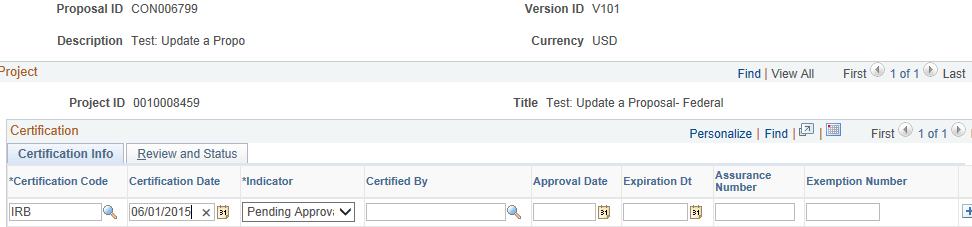 Proposal ID CON006799 Version ID V101
Description Test: Update a Propo Currency USD
Project Find | View All First 1 of 1 Last
Project ID 0010008459 Title Test: Update a Proposal- Federal
Certification Personalize | Find | | First 1 of 1
Certification Info Review and Status
*Certification Code Certification Date *Indicator Certified By Approval Date Expiration Dt Assurance Number Exemption Number
IRB 06/01/2015 Pending Approva